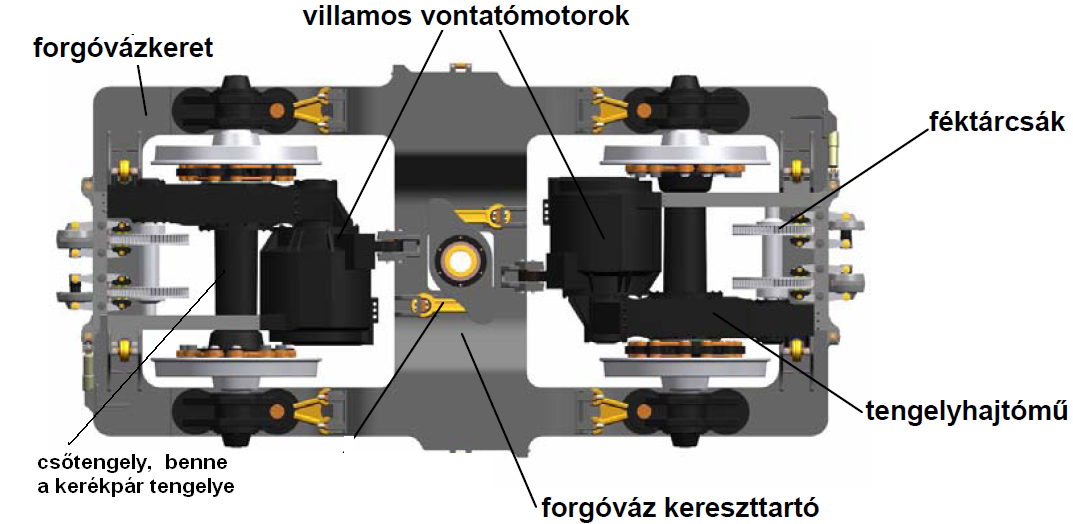 villamos vontatómotorok
forgóvázkeret
féktárcsák
tengelyhajtómű
csőtengely, benne
a kerékpár tengelye
forgóváz kereszttartó